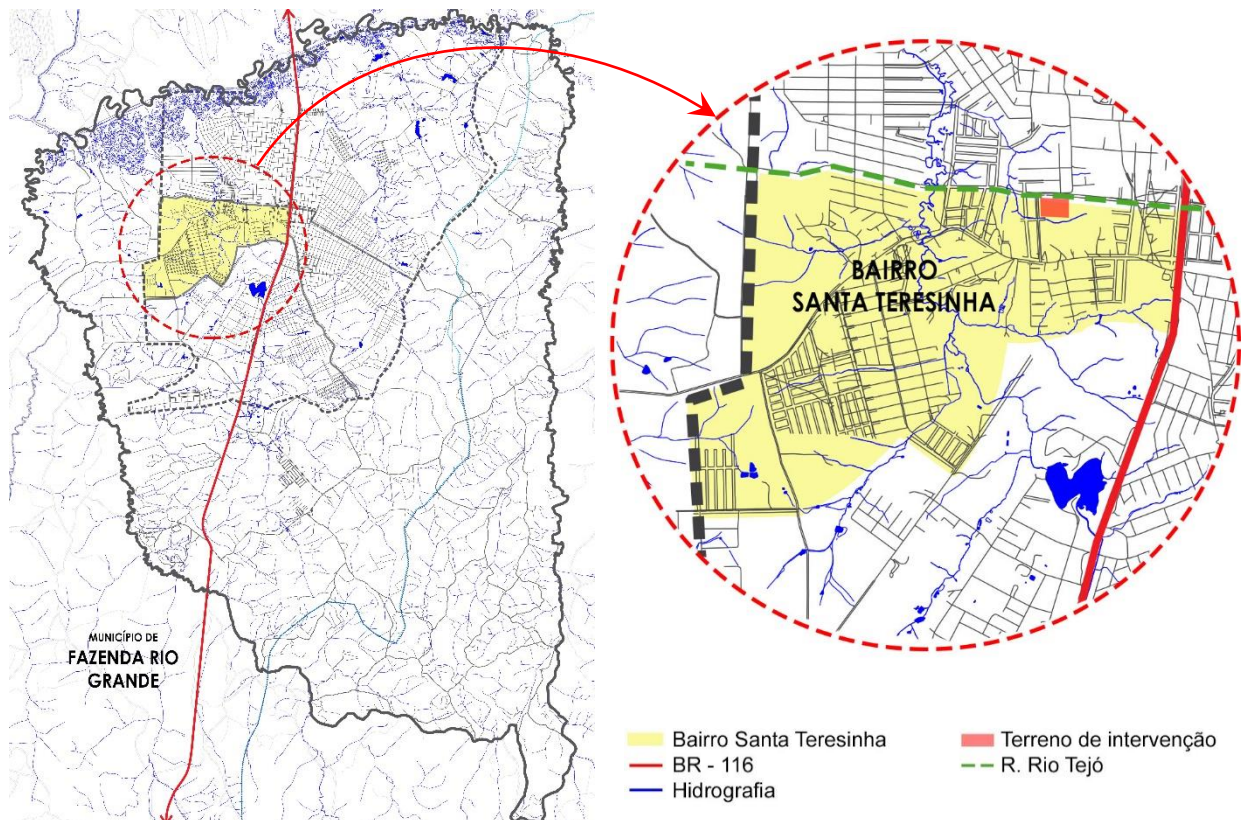 MUNICÍPIO DE
FAZENDA RIO
GRANDE
BAIRRO
SANTA TERESINHA
Bairro Santa Teresinha
BR - 116
Hidrografia
Terreno de intervenção
R. Rio Tejó